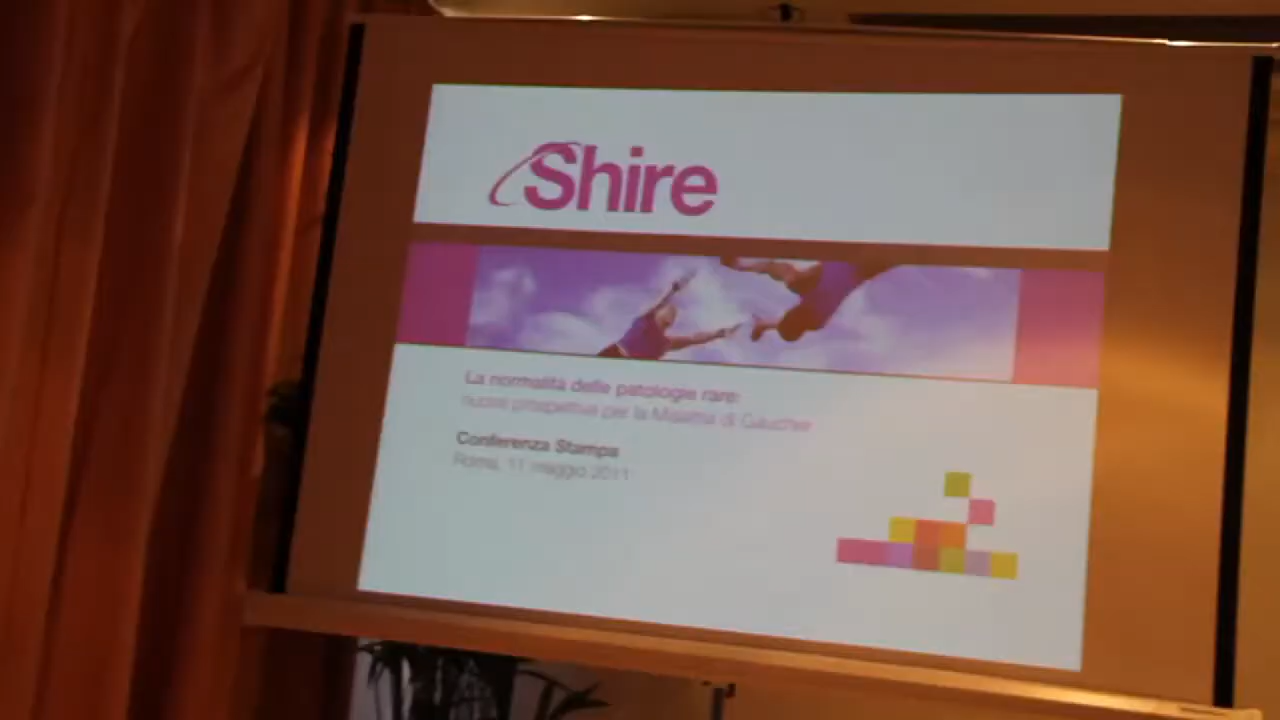 Shire
La normalità delle patologie rare:
nuove prospettive per la Malattia di Gaucher
Conferenza Stampa
Roma, 11 maggio 2011